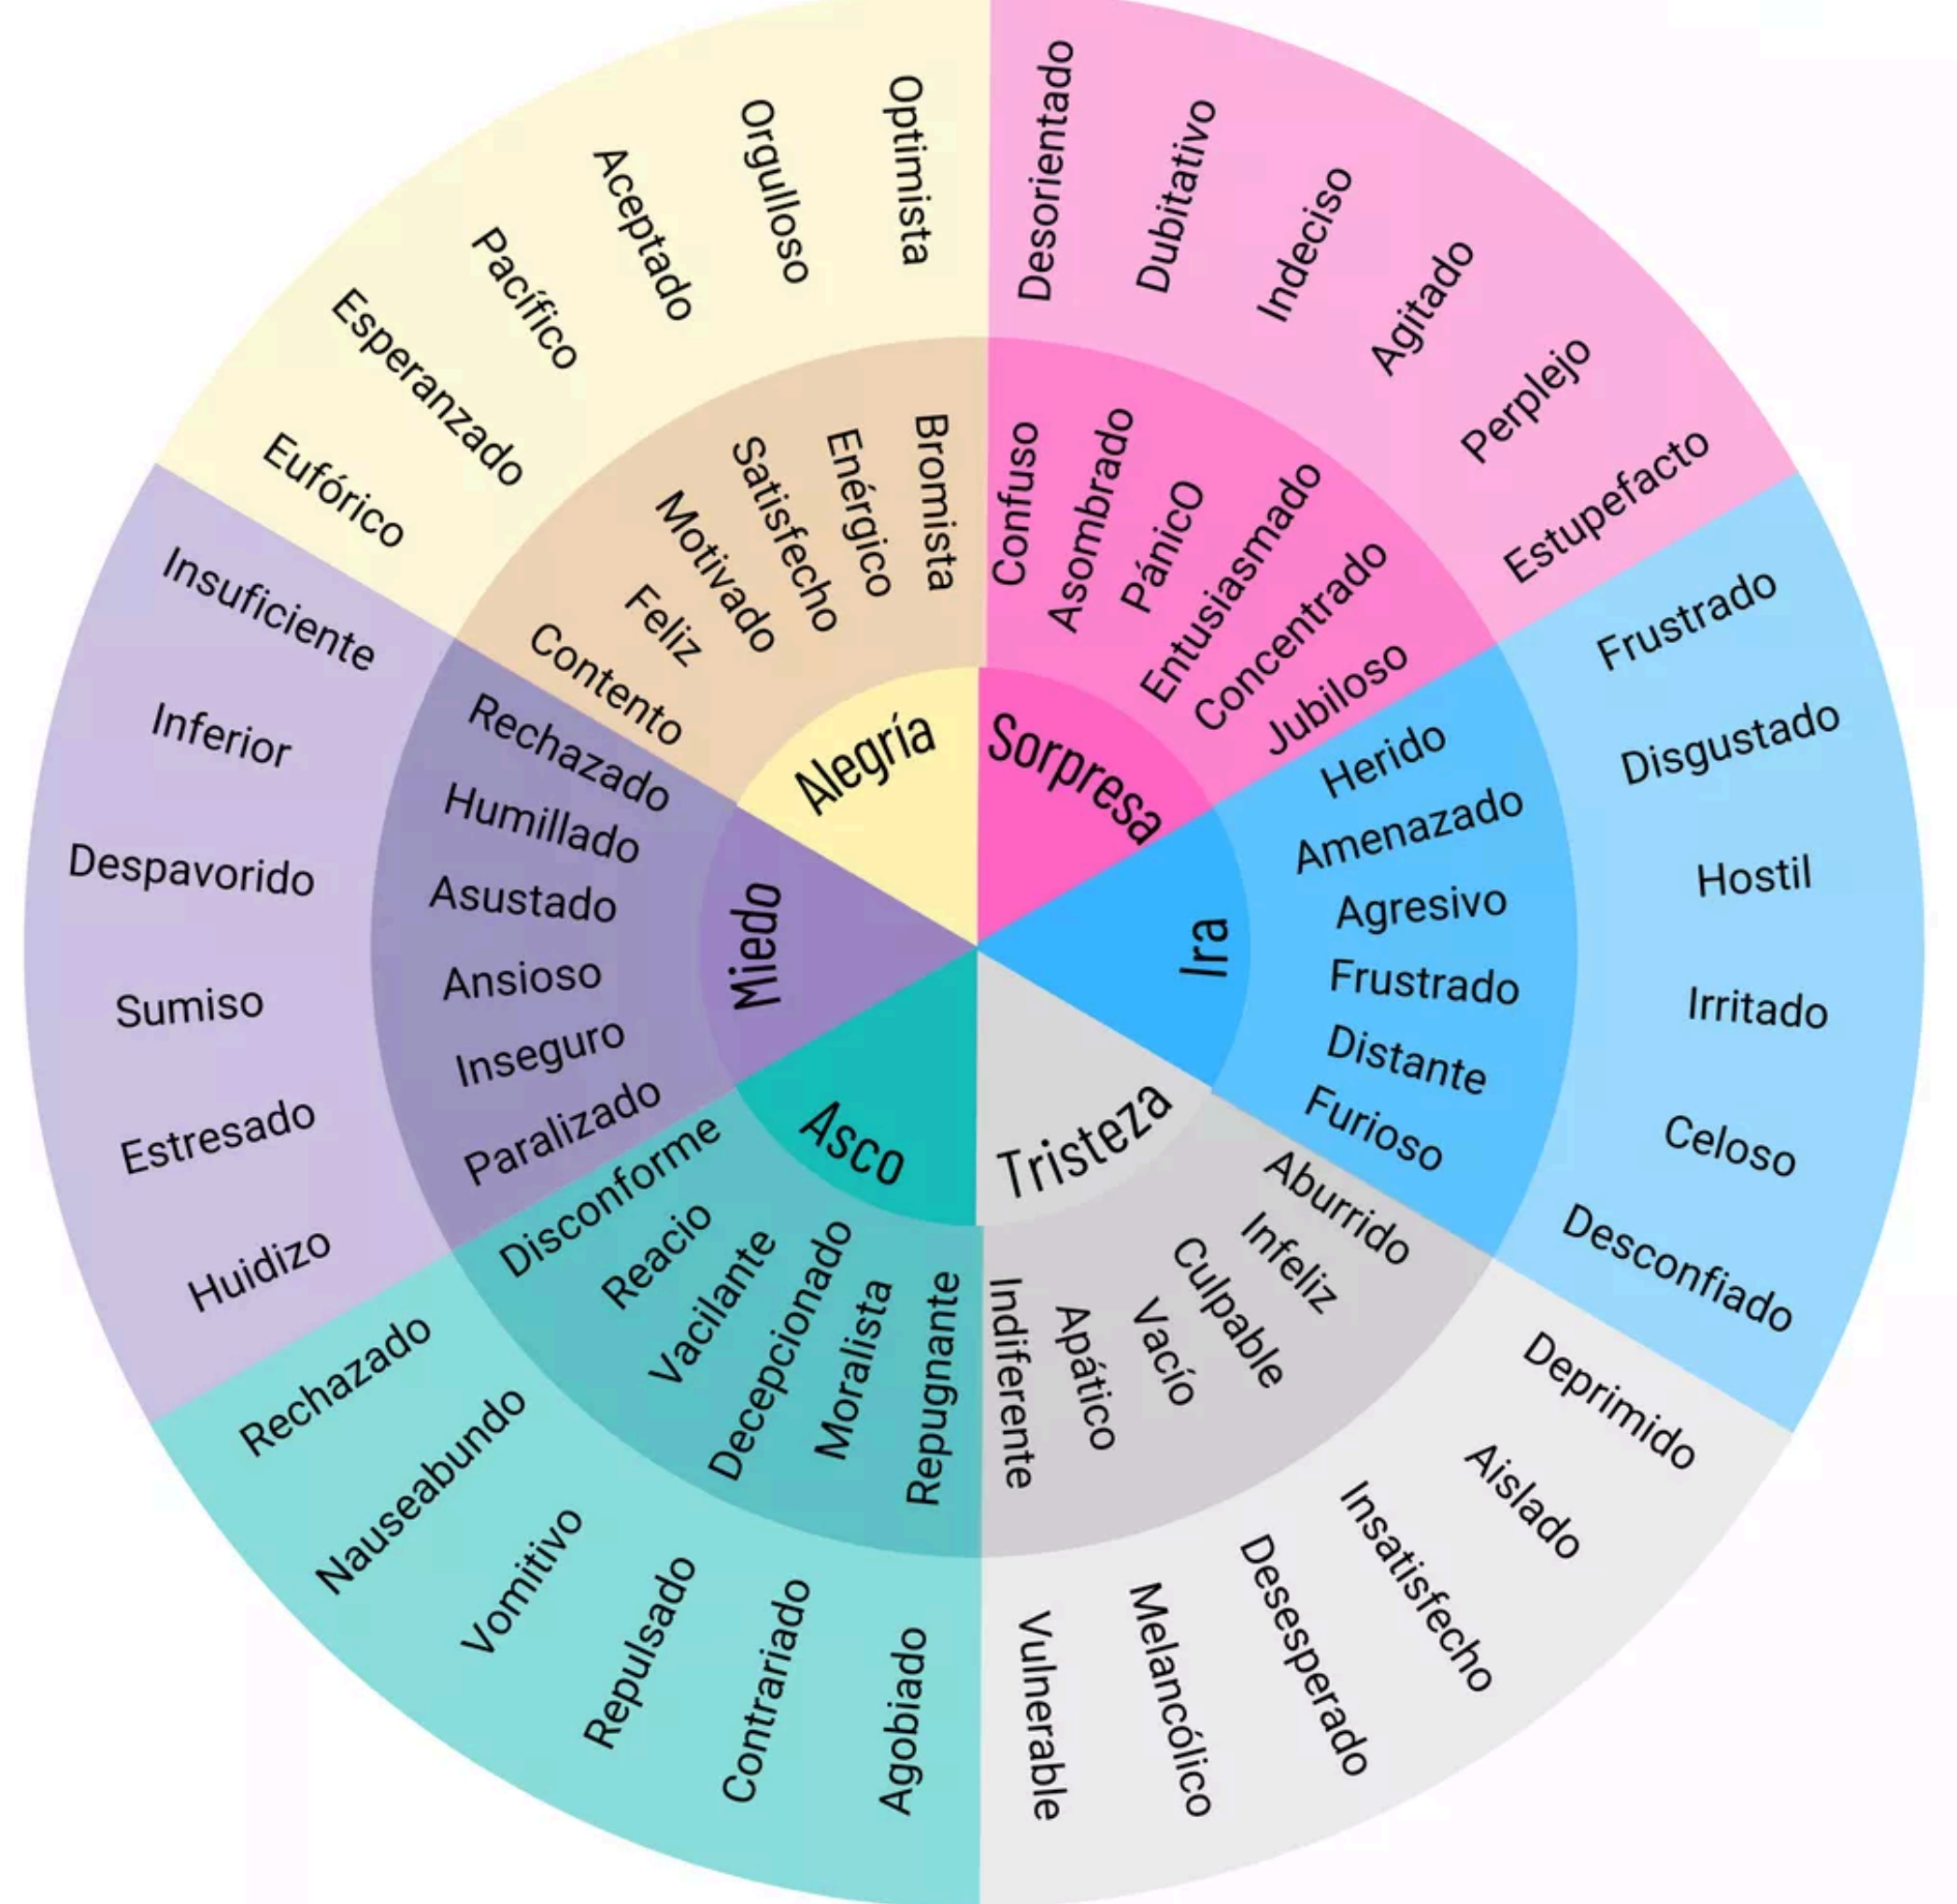 Alegría
Sorpresa
Ira
Tristeza
Asco
Miedo
Contento
Feliz
Motivado
Satisfecho
Enérgico
Bromista
Confuso
Asombrado
PánicO
Entusiasmado
Concentrado
Jubiloso
Herido
Amenazado
Agresivo
Frustrado
Distante
Furioso
Aburrido
Infeliz
Culpable
Vacío
Apático
Indiferente
Repugnante
Moralista
Decepcionado
Vacilante
Reacio
Disconforme
Paralizado
Inseguro
Ansioso
Asustado
Humillado
Rechazado
Eufórico
Esperanzado
Pacífico
Aceptado
Orgulloso
Optimista
Desorientado
Dubitativo
Indeciso
Agitado
Perplejo
Estupefacto
Frustrado
Disgustado
Hostil
Irritado
Celoso
Desconfiado
Deprimido
Aislado
Insatisfecho
Desesperado
Melancólico
Vulnerable
Agobiado
Contrariado
Repulsado
Vomitivo
Nauseabundo
Rechazado
Huidizo
Estresado
Sumiso
Despavorido
Inferior
Insuficiente